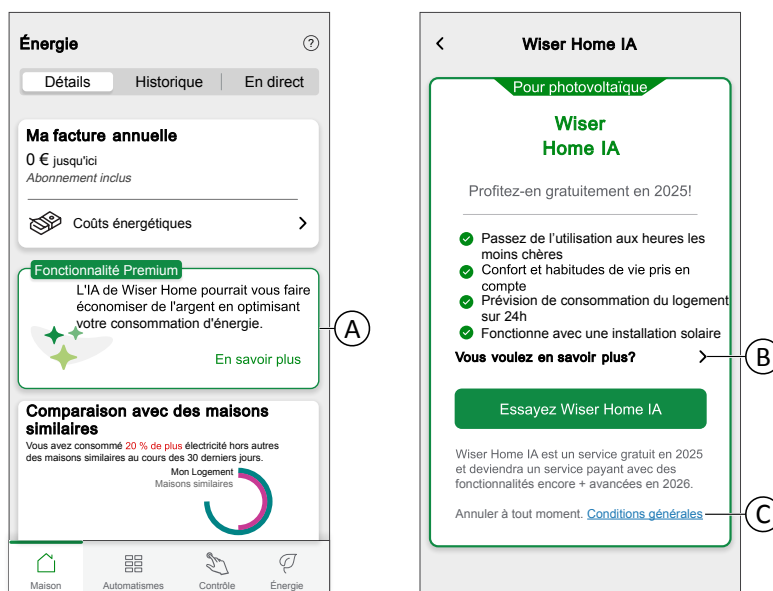 Énergie
?
Détails
Historique
En direct
Ma facture annuelle
0 € jusqu'ici
Abonnement inclus
Coûts énergétiques
Fonctionnalité Premium
L'IA de Wiser Home pourrait vous faire
économiser de l'argent en optimisant
votre consommation d'énergie.
En savoir plus
A
Comparaison avec des maisons
similaires
Vous avez consommé 20 % de plus électricité hors autres
des maisons similaires au cours des 30 derniers jours.
Mon Logement
Maisons similaires
Maison
Automatismes
Contrôle
Énergie
Wiser Home IA
Pour photovoltaïque
Wiser
Home IA
Profitez-en gratuitement en 2025!
Passez de l'utilisation aux heures les
moins chères
Confort et habitudes de vie pris en
compte
Prévision de consommation du logement
sur 24h
Fonctionne avec une installation solaire
Vous voulez en savoir plus?
B
Essayez Wiser Home IA
Wiser Home IA est un service gratuit en 2025
et deviendra un service payant avec des
fonctionnalités encore + avancées en 2026.
Annuler à tout moment. Conditions générales
C